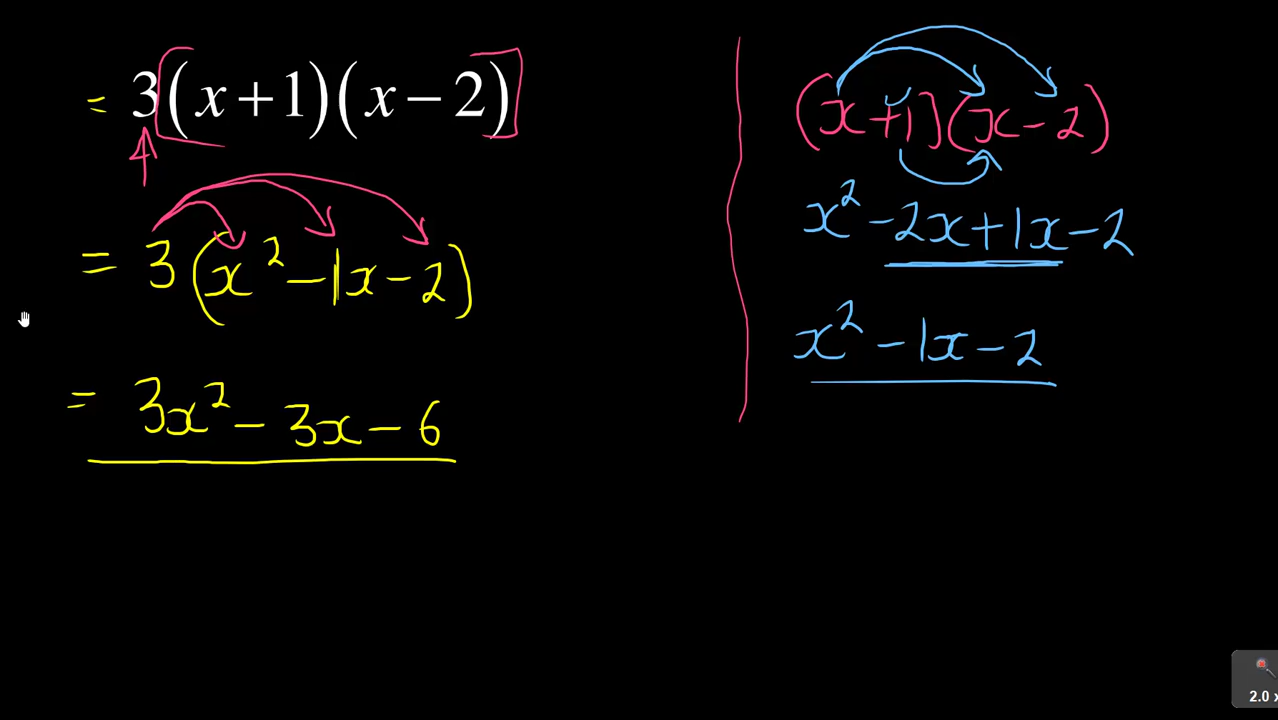 = 3(x+1)(x−2)
= 3(x² −1x −2)
= 3x² − 3x − 6
(x+1)(x−2)
x² −2x+1x−2
x² −1x−2
2.0 x